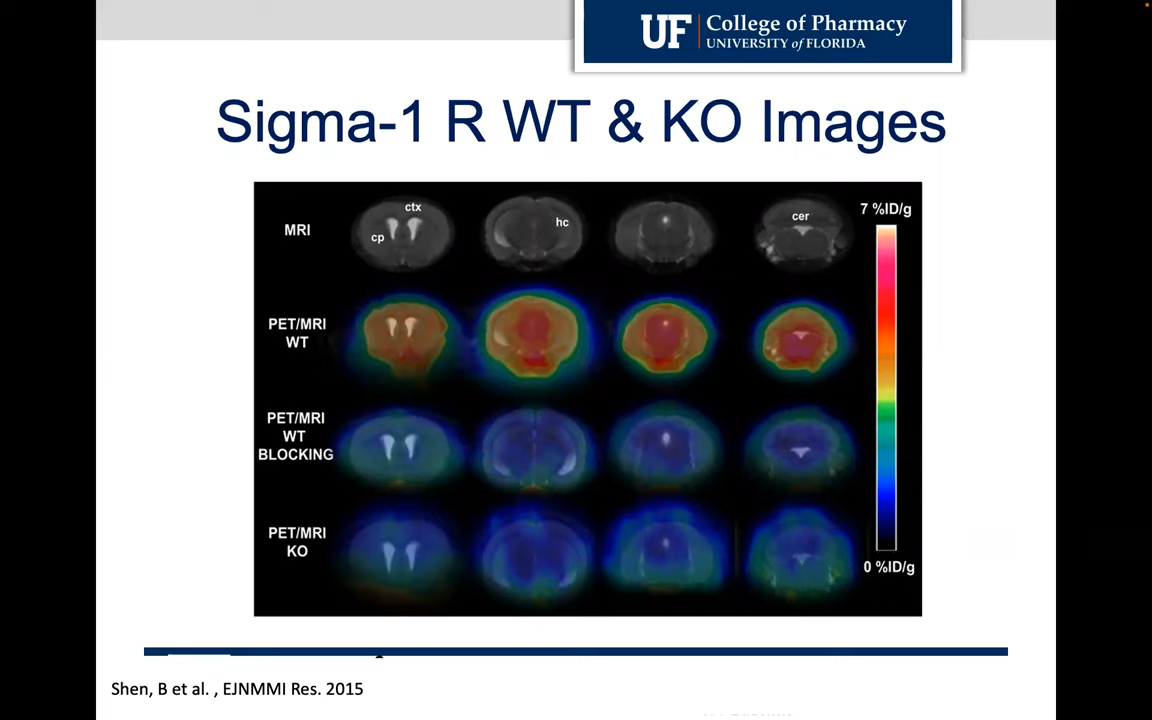 UF College of Pharmacy
UNIVERSITY of FLORIDA
Sigma-1 R WT & KO Images
MRI
ctx
cp
hc
cer
7 %ID/g
PET/MRI
WT
PET/MRI
WT
BLOCKING
PET/MRI
KO
0 %ID/g
Shen, B et al. , EJNMMI Res. 2015